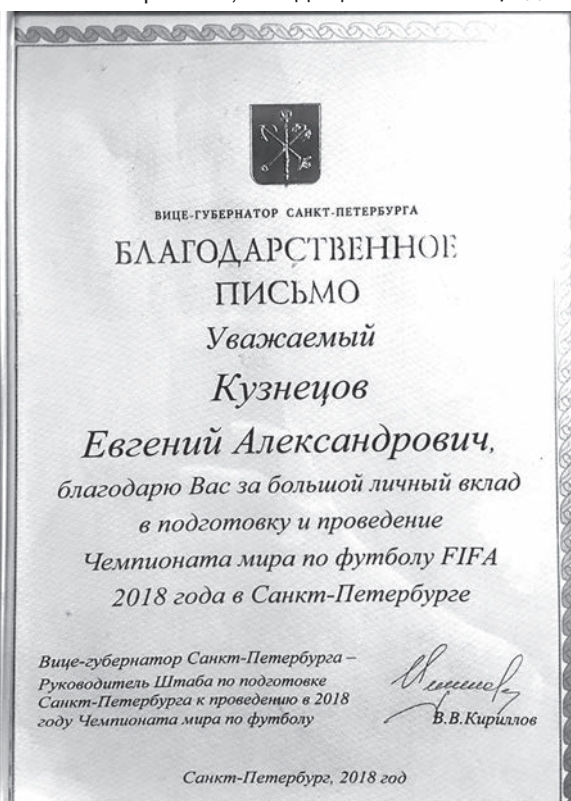 ВИЦЕ-ГУБЕРНАТОР САНКТ-ПЕТЕРБУРГА
БЛАГОДАРСТВЕННОЕ
ПИСЬМО
Уважаемый
Кузнецов
Евгений Александрович,
благодарю Вас за большой личный вклад
в подготовку и проведение
Чемпионата мира по футболу FIFA
2018 года в Санкт-Петербурге
Вице-губернатор Санкт-Петербурга –
Руководитель Штаба по подготовке
Санкт-Петербурга к проведению в 2018
году Чемпионата мира по футболу
В.В.Кириллов
Санкт-Петербург, 2018 год